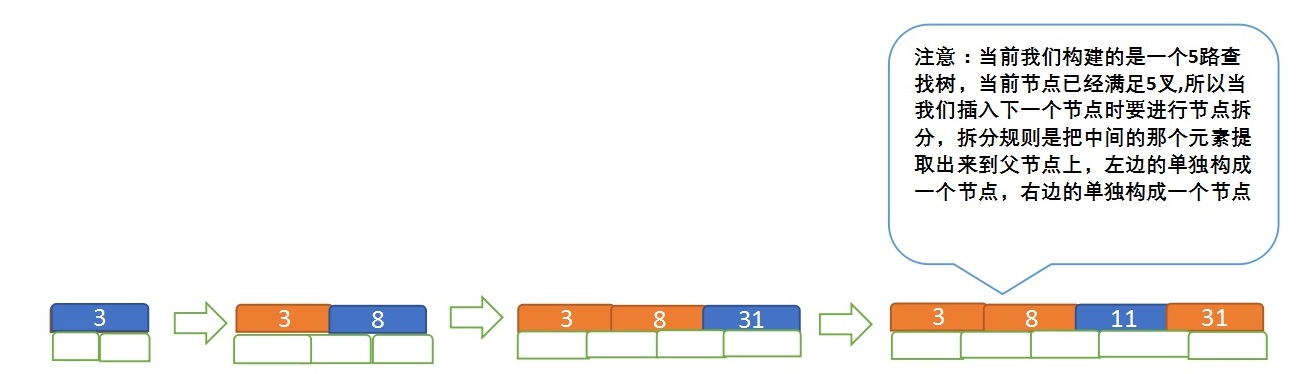 注意：当前我们构建的是一个5路查
找树，当前节点已经满足5叉,所以当
我们插入下一个节点时要进行节点拆
分，拆分规则是把中间的那个元素提
取出来到父节点上，左边的单独构成
一个节点，右边的单独构成一个节点
3
3 8
3 8 31
3 8 11 31